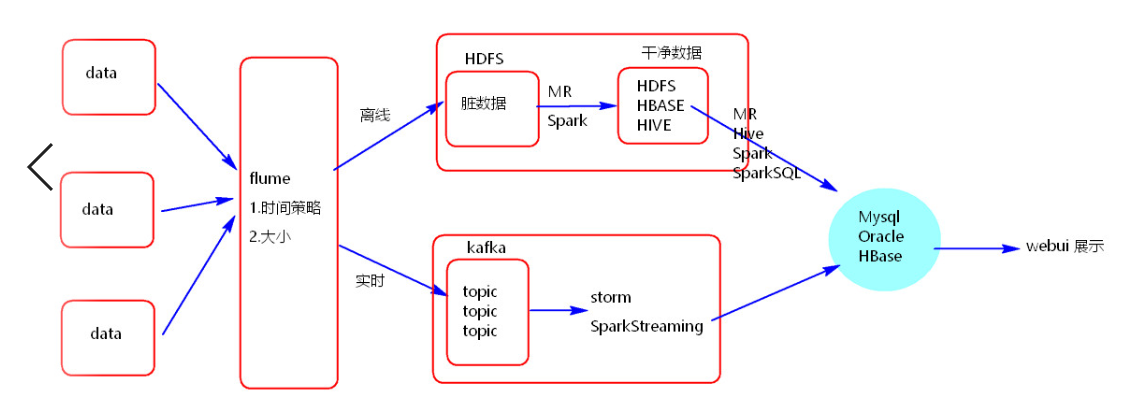 data
data
data
flume
1.时间策略
2.大小
离线
实时
HDFS
脏数据
MR
Spark
干净数据
HDFS
HBASE
HIVE
MR
Hive
Spark
SparkSQL
kafka
topic
topic
topic
storm
SparkStreaming
Mysql
Oracle
HBase
webui 展示